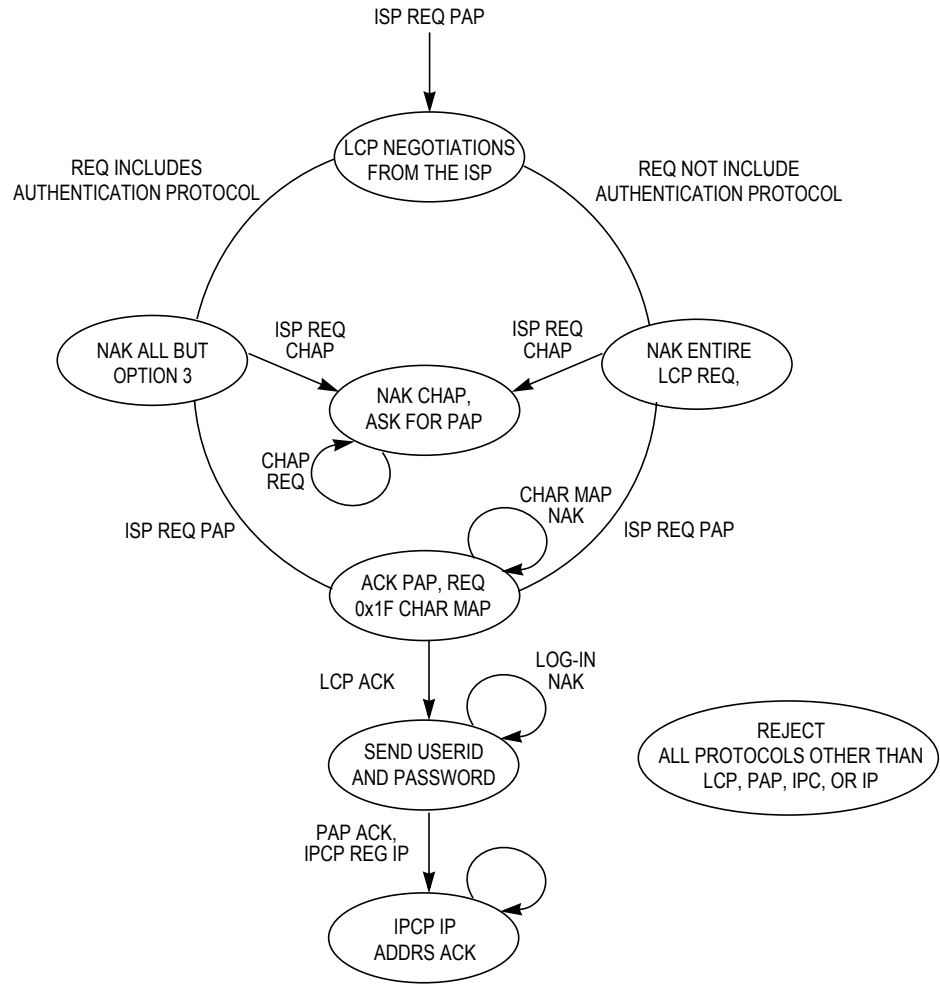 ISP REQ PAP
LCP NEGOTIATIONS
FROM THE ISP
REQ INCLUDES
AUTHENTICATION PROTOCOL
REQ NOT INCLUDE
AUTHENTICATION PROTOCOL
NAK ALL BUT
OPTION 3
ISP REQ
CHAP
ISP REQ
CHAP
NAK ENTIRE
LCP REQ,
NAK CHAP,
ASK FOR PAP
CHAP
REQ
CHAR MAP
NAK
ISP REQ PAP
ISP REQ PAP
ACK PAP, REQ
0x1F CHAR MAP
LCP ACK
LOG-IN
NAK
SEND USERID
AND PASSWORD
REJECT
ALL PROTOCOLS OTHER THAN
LCP, PAP, IPC, OR IP
PAP ACK,
IPCP REG IP
IPCP IP
ADDRS ACK